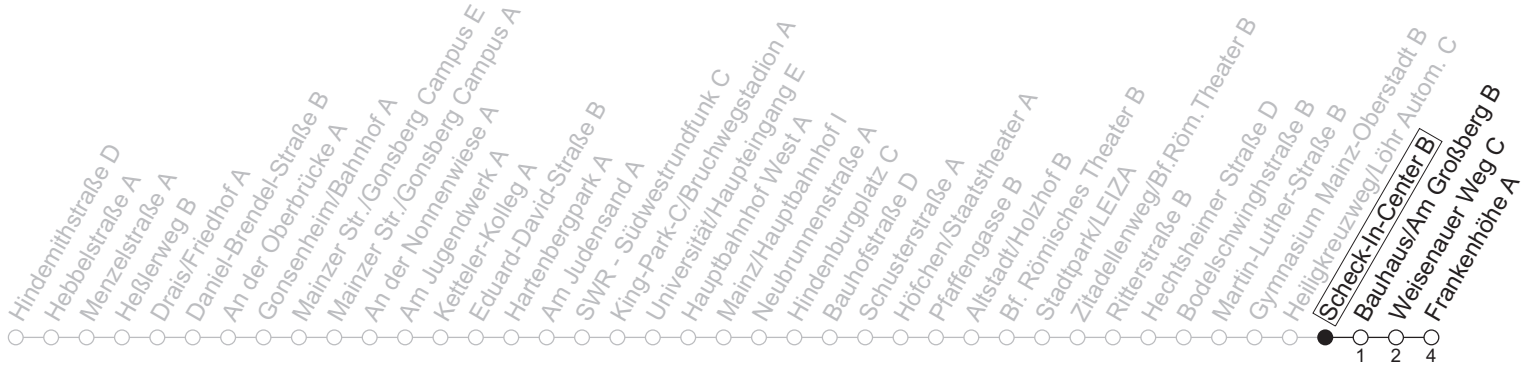 Hindemithstraße D
Hebbelstraße A
Menzelstraße A
Heßlerweg B
Drais/Friedhof A
Daniel-Brendel-Straße B
An der Oberbrücke A
Gonsenheim/Bahnhof A
Mainzer Str./Gonsberg Campus E
Mainzer Str./Gonsberg Campus A
An der Nonnenwiese A
Am Jugendwerk A
Ketteler-Kolleg A
Eduard-David-Straße B
Hartenbergpark A
Am Judensand A
SWR - Südwestrundfunk C
King-Park-C/Bruchwegstadion A
Universität/Haupteingang E
Hauptbahnhof West A
Mainz/Hauptbahnhof I
Neubrunnenstraße A
Hindenburgplatz C
Bauhofstraße D
Schusterstraße A
Höfchen/Staatstheater A
Pfaffengasse B
Altstadt/Holzhof B
Bf. Römisches Theater B
Stadtpark/LEIZA
Zitadellenweg/Bf.Röm. Theater B
Ritterstraße B
Hechtsheimer Straße D
Bodelschwinghstraße B
Martin-Luther-Straße B
Gymnasium Mainz-Oberstadt B
Heiligkreuzweg/Löhr Autom. C
Scheck-In-Center B
Bauhaus/Am Großberg B
Weisenauer Weg C
Frankenhöhe A
1 2 4